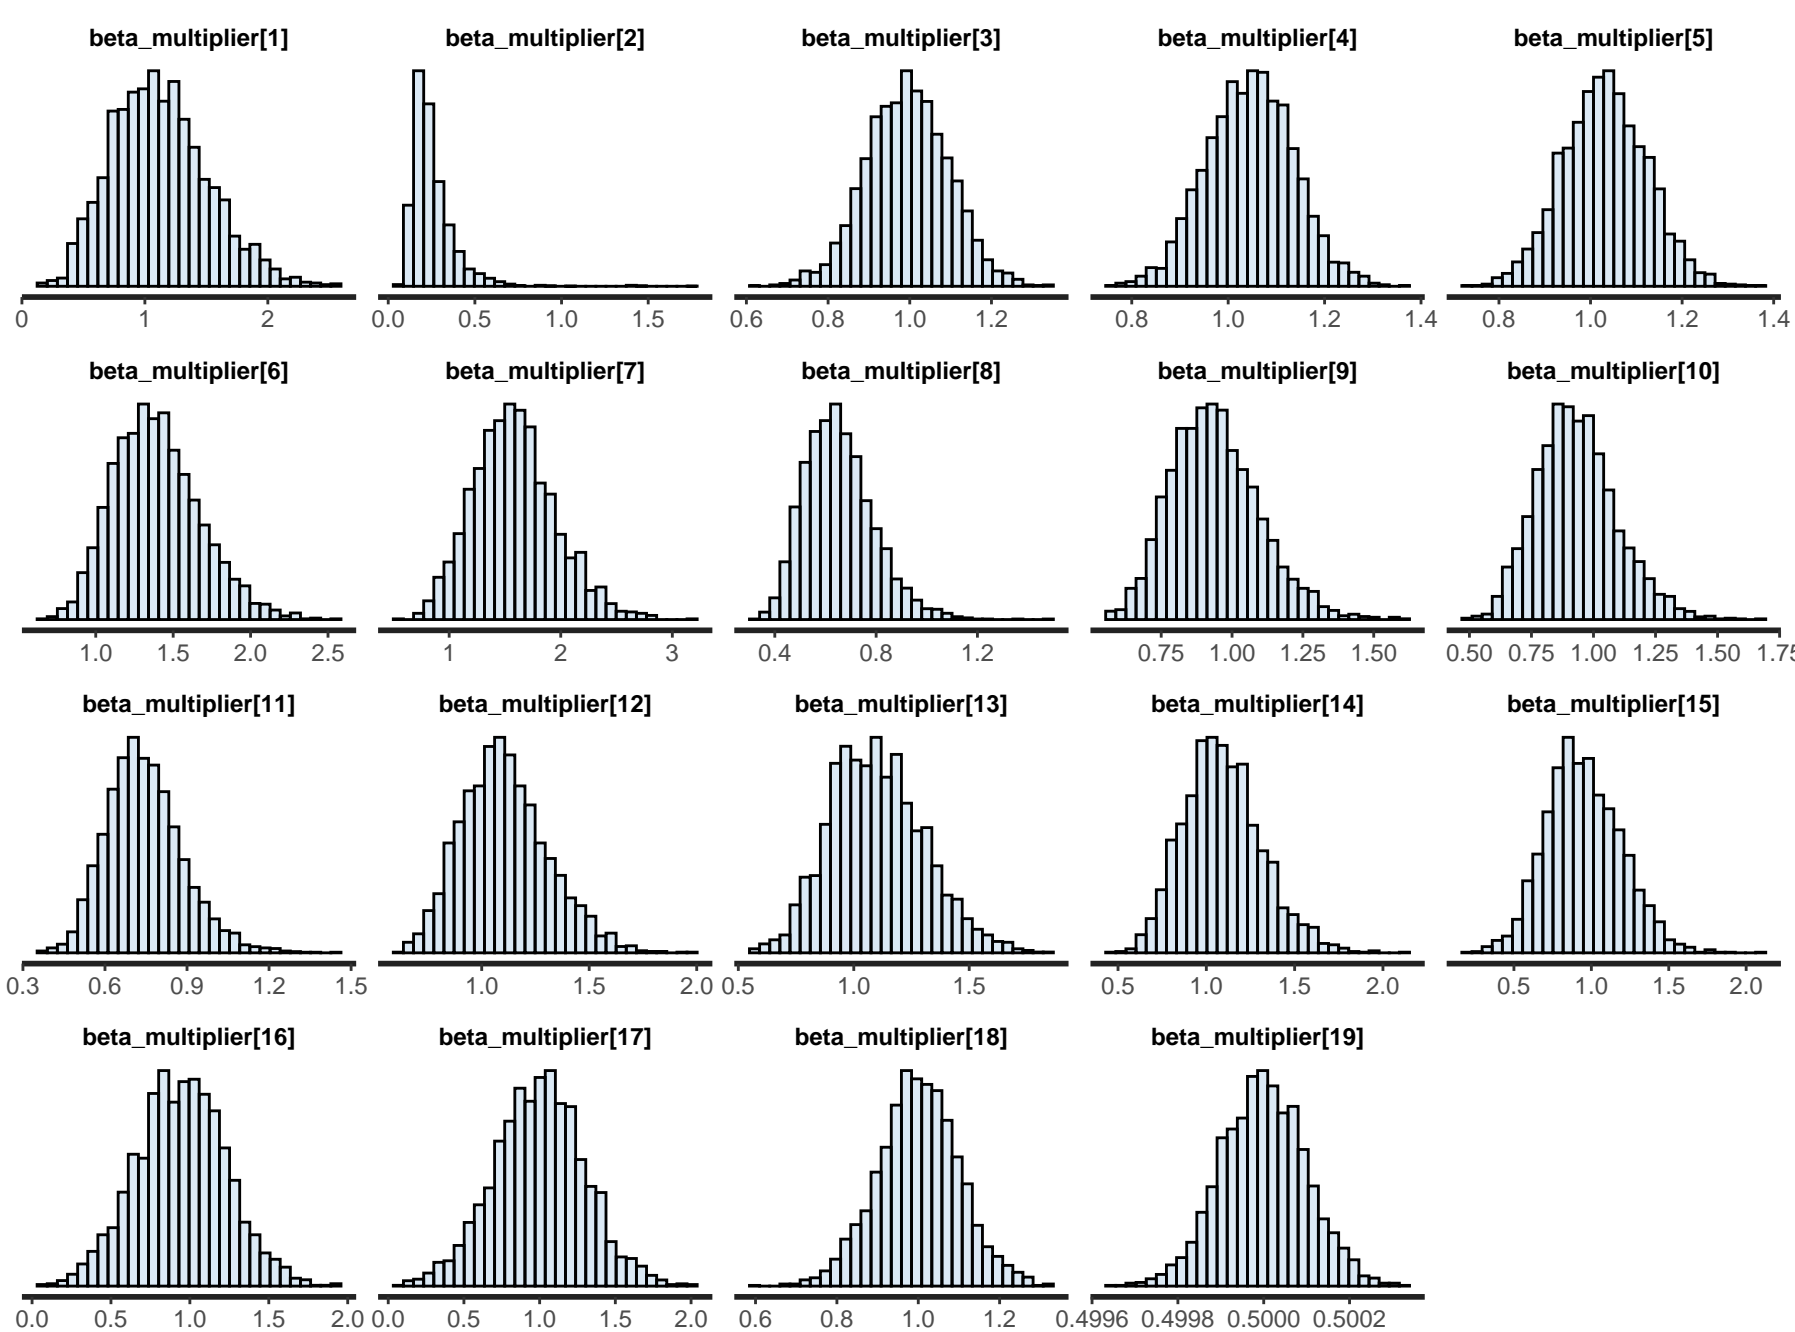 beta_multiplier[1] beta_multiplier[2] beta_multiplier[3] beta_multiplier[4] beta_multiplier[5]
0 1 2 0.0 0.5 1.0 1.5 0.6 0.8 1.0 1.2 0.8 1.0 1.2 1.4 0.8 1.0 1.2 1.4
beta_multiplier[6] beta_multiplier[7] beta_multiplier[8] beta_multiplier[9] beta_multiplier[10]
1.0 1.5 2.0 2.5 1 2 3 0.4 0.8 1.2 0.75 1.00 1.25 1.50 0.50 0.75 1.00 1.25 1.50 1.75
beta_multiplier[11] beta_multiplier[12] beta_multiplier[13] beta_multiplier[14] beta_multiplier[15]
0.3 0.6 0.9 1.2 1.5 1.0 1.5 2.0 0.5 1.0 1.5 0.5 1.0 1.5 2.0 0.5 1.0 1.5 2.0
beta_multiplier[16] beta_multiplier[17] beta_multiplier[18] beta_multiplier[19]
0.0 0.5 1.0 1.5 2.0 0.0 0.5 1.0 1.5 2.0 0.6 0.8 1.0 1.2 0.4996 0.4998 0.5000 0.5002